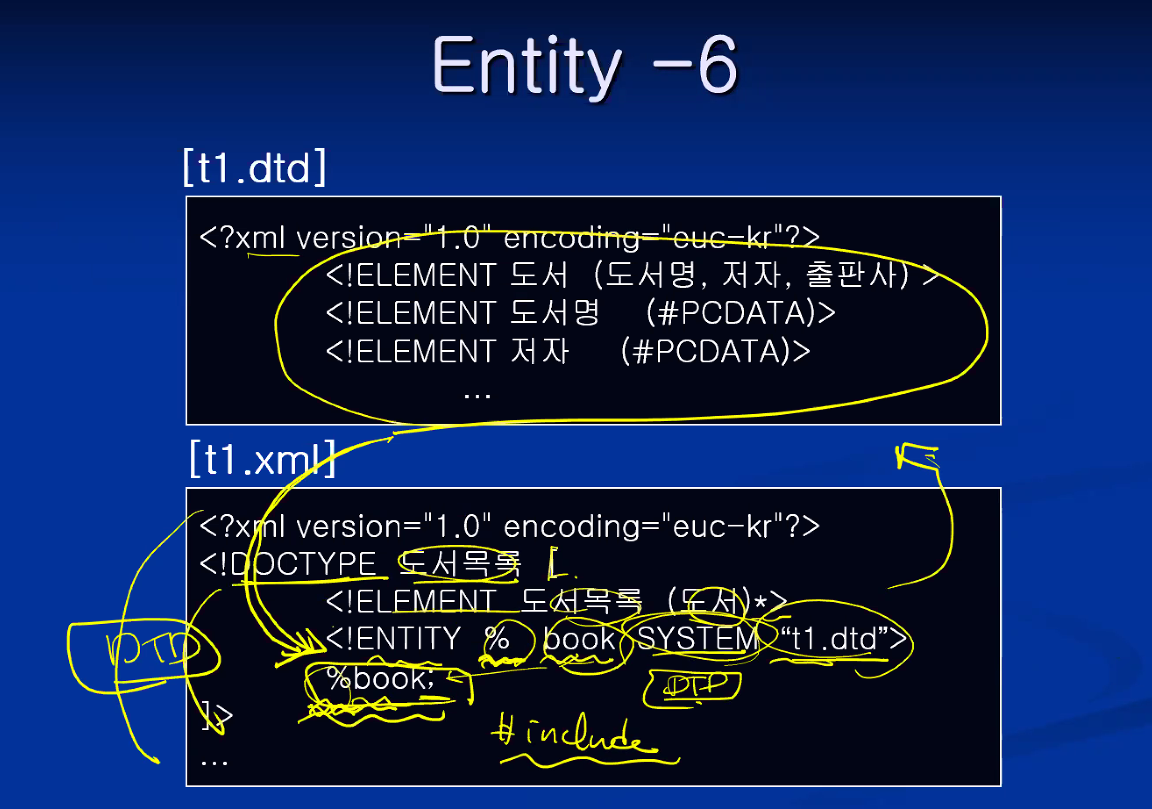 Entity -6
[t1.dtd]
<?xml version="1.0" encoding="euc-kr"?>
<!ELEMENT 도서 (도서명, 저자, 출판사) >
<!ELEMENT 도서명 (#PCDATA)>
<!ELEMENT 저자 (#PCDATA)>
...
[t1.xml]
<?xml version="1.0" encoding="euc-kr"?>
<!DOCTYPE 도서목록 [
<!ELEMENT 도서목록 (도서)*>
<!ENTITY % book SYSTEM “t1.dtd”>
DTD
%book;
DTD
]>
#include
...